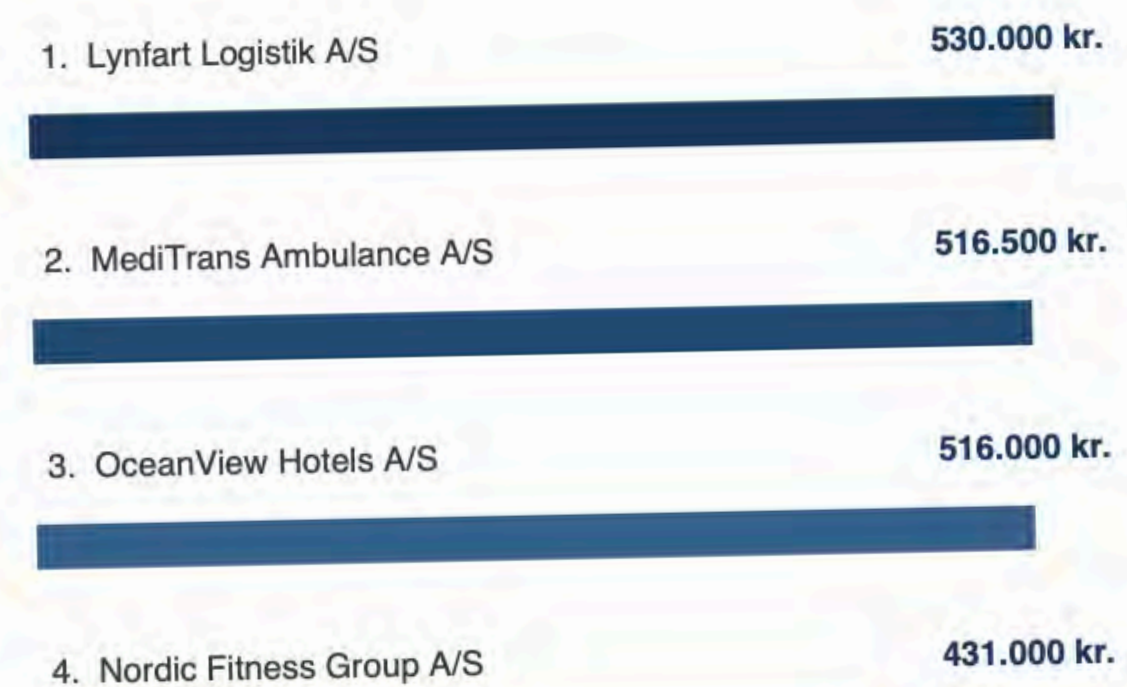 1. Lynfart Logistik A/S 530.000 kr.
2. MediTrans Ambulance A/S 516.500 kr.
3. OceanView Hotels A/S 516.000 kr.
4. Nordic Fitness Group A/S 431.000 kr.